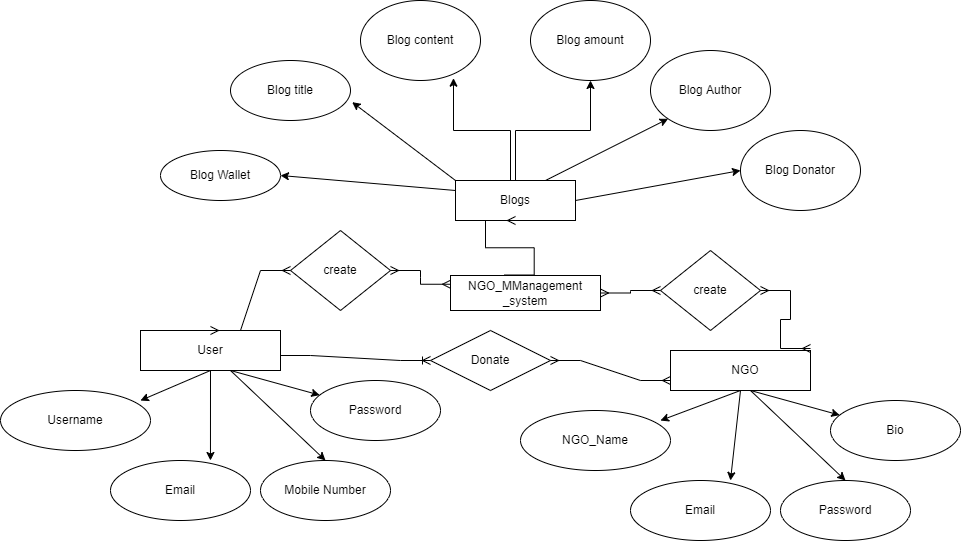 Blog content
Blog amount
Blog title
Blog Author
Blog Wallet
Blog Donator
Blogs
create
NGO_MManagement
_system
create
User
Donate
NGO
Username
Password
NGO_Name
Bio
Email
Mobile Number
Email
Password